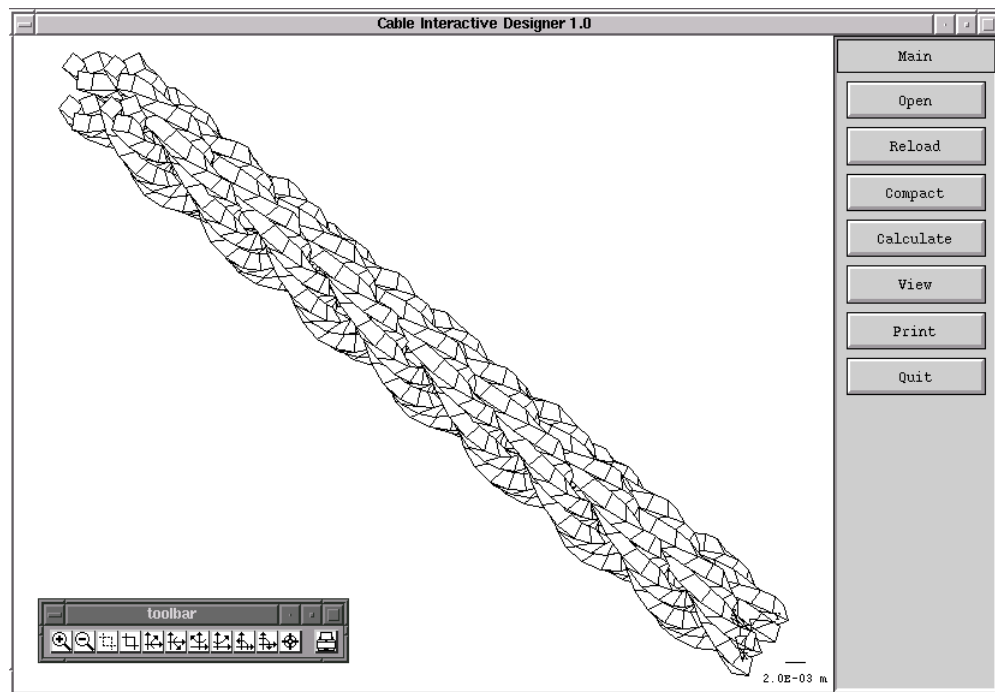 Cable Interactive Designer 1.0
Main
Open
Reload
Compact
Calculate
View
Print
Quit
toolbar
2.0E-03 m